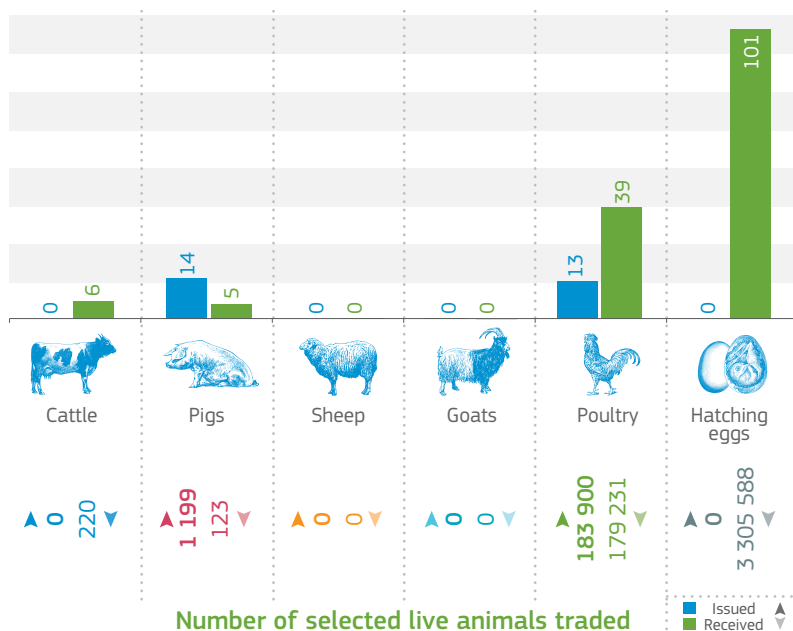 0
6
14
5
0
0
0
0
13
39
0
101
Cattle
Pigs
Sheep
Goats
Poultry
Hatching
eggs
0
220
1 199
123
0
0
0
0
183 900
179 231
0
3 305 588
Number of selected live animals traded
Issued
Received